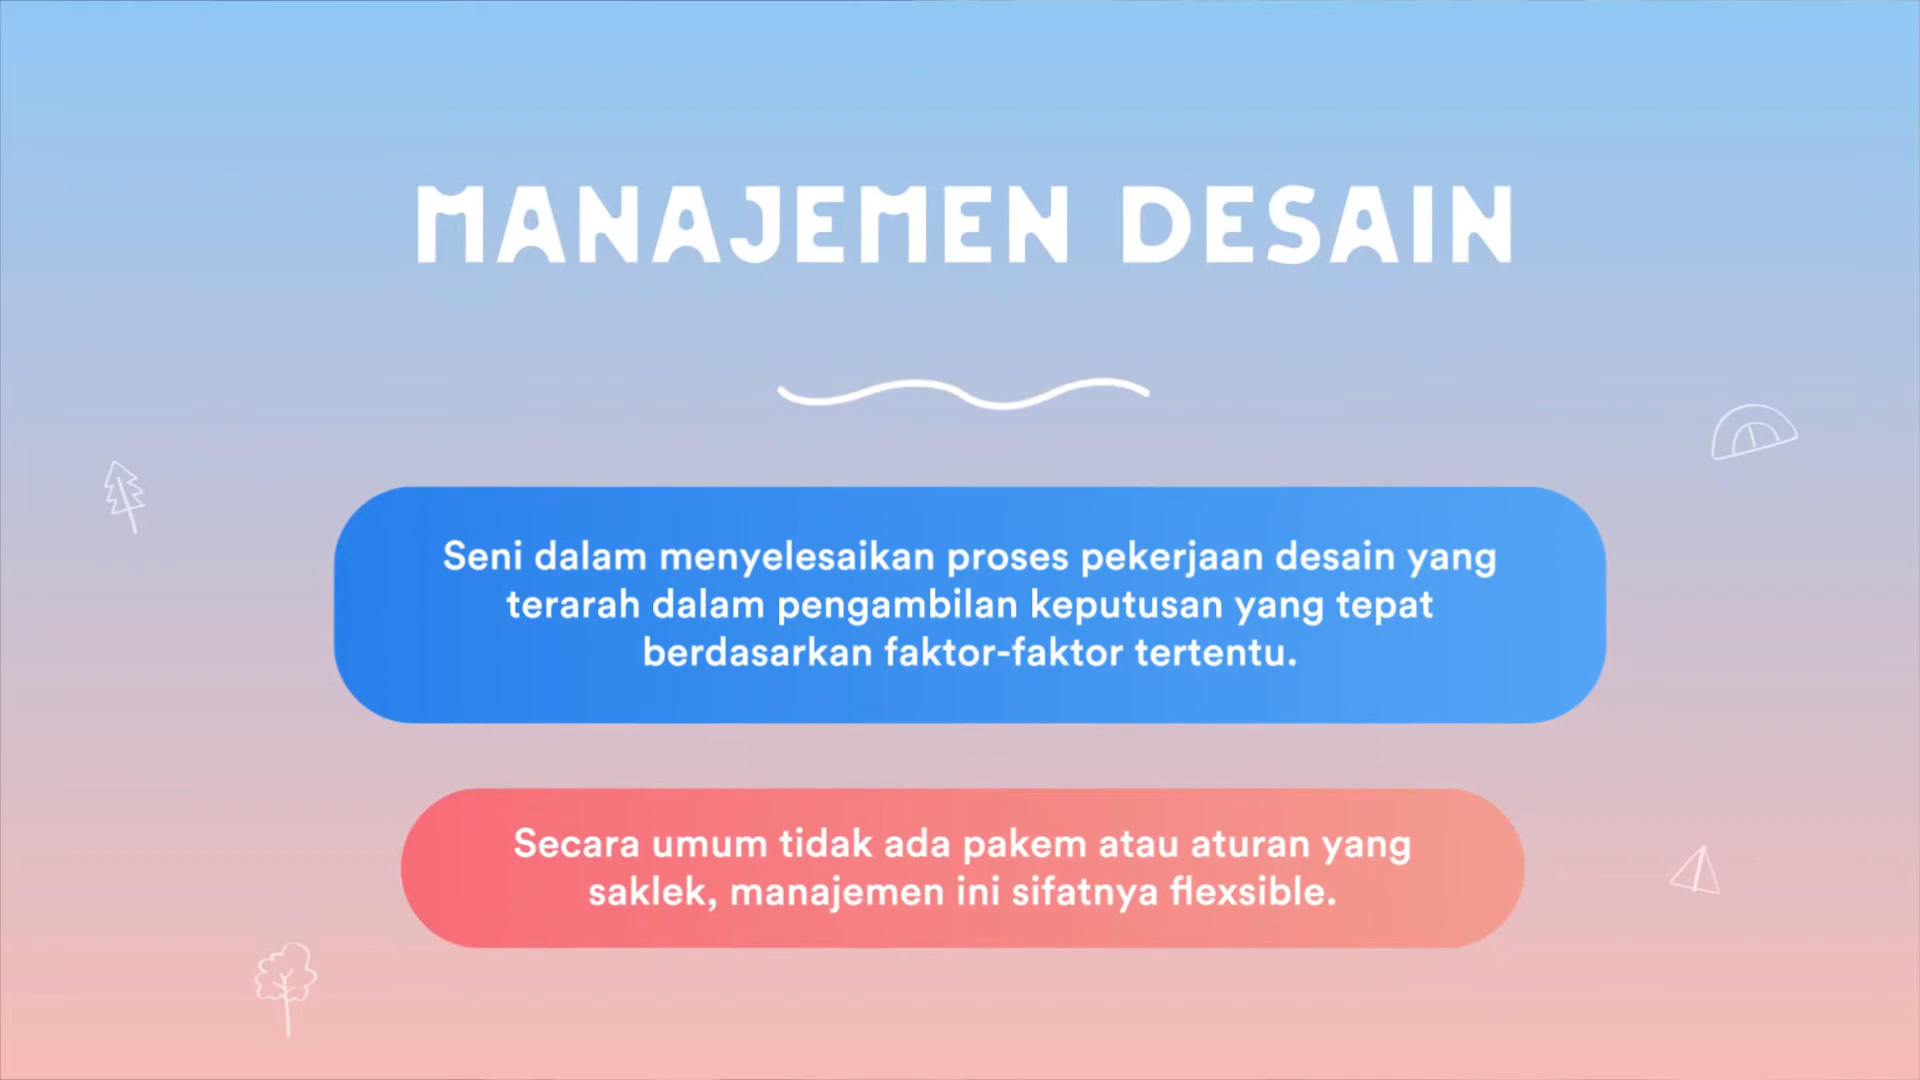 MANAJEMEN DESAIN
Seni dalam menyelesaikan proses pekerjaan desain yang
terarah dalam pengambilan keputusan yang tepat
berdasarkan faktor-faktor tertentu.
Secara umum tidak ada pakem atau aturan yang
saklek, manajemen ini sifatnya flexsible.